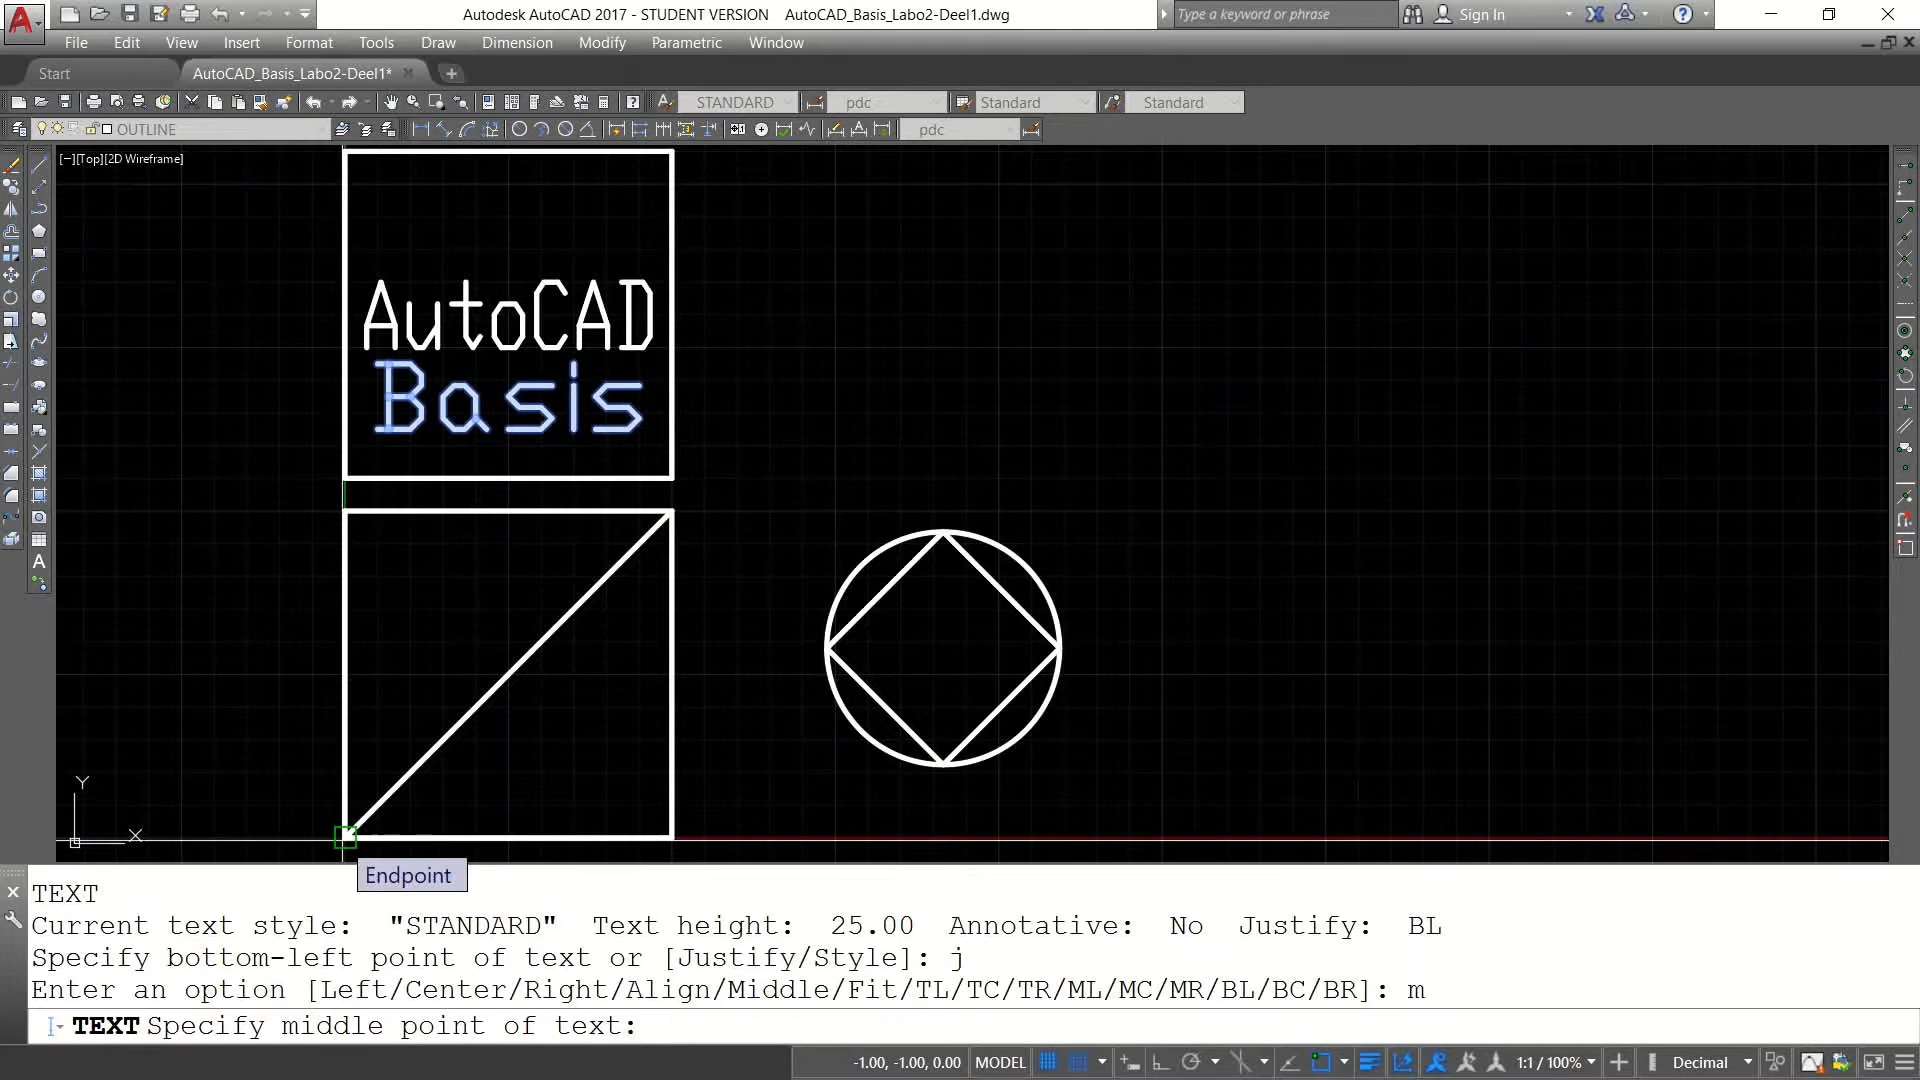 Autodesk AutoCAD 2017 - STUDENT VERSION AutoCAD_Basis_Labo2-Deel1.dwg
Type a keyword or phrase
Sign In
File Edit View Insert Format Tools Draw Dimension Modify Parametric Window
Start
AutoCAD_Basis_Labo2-Deel1*
STANDARD pdc Standard Standard
OUTLINE pdc
[−][Top][2D Wireframe]
AutoCAD
Basis
Y
X
Endpoint
TEXT
Current text style: "STANDARD" Text height: 25.00 Annotative: No Justify: BL
Specify bottom-left point of text or [Justify/Style]: j
Enter an option [Left/Center/Right/Align/Middle/Fit/TL/TC/TR/ML/MC/MR/BL/BC/BR]: m
TEXT Specify middle point of text:
-1.00, -1.00, 0.00 MODEL 1:1 / 100% Decimal